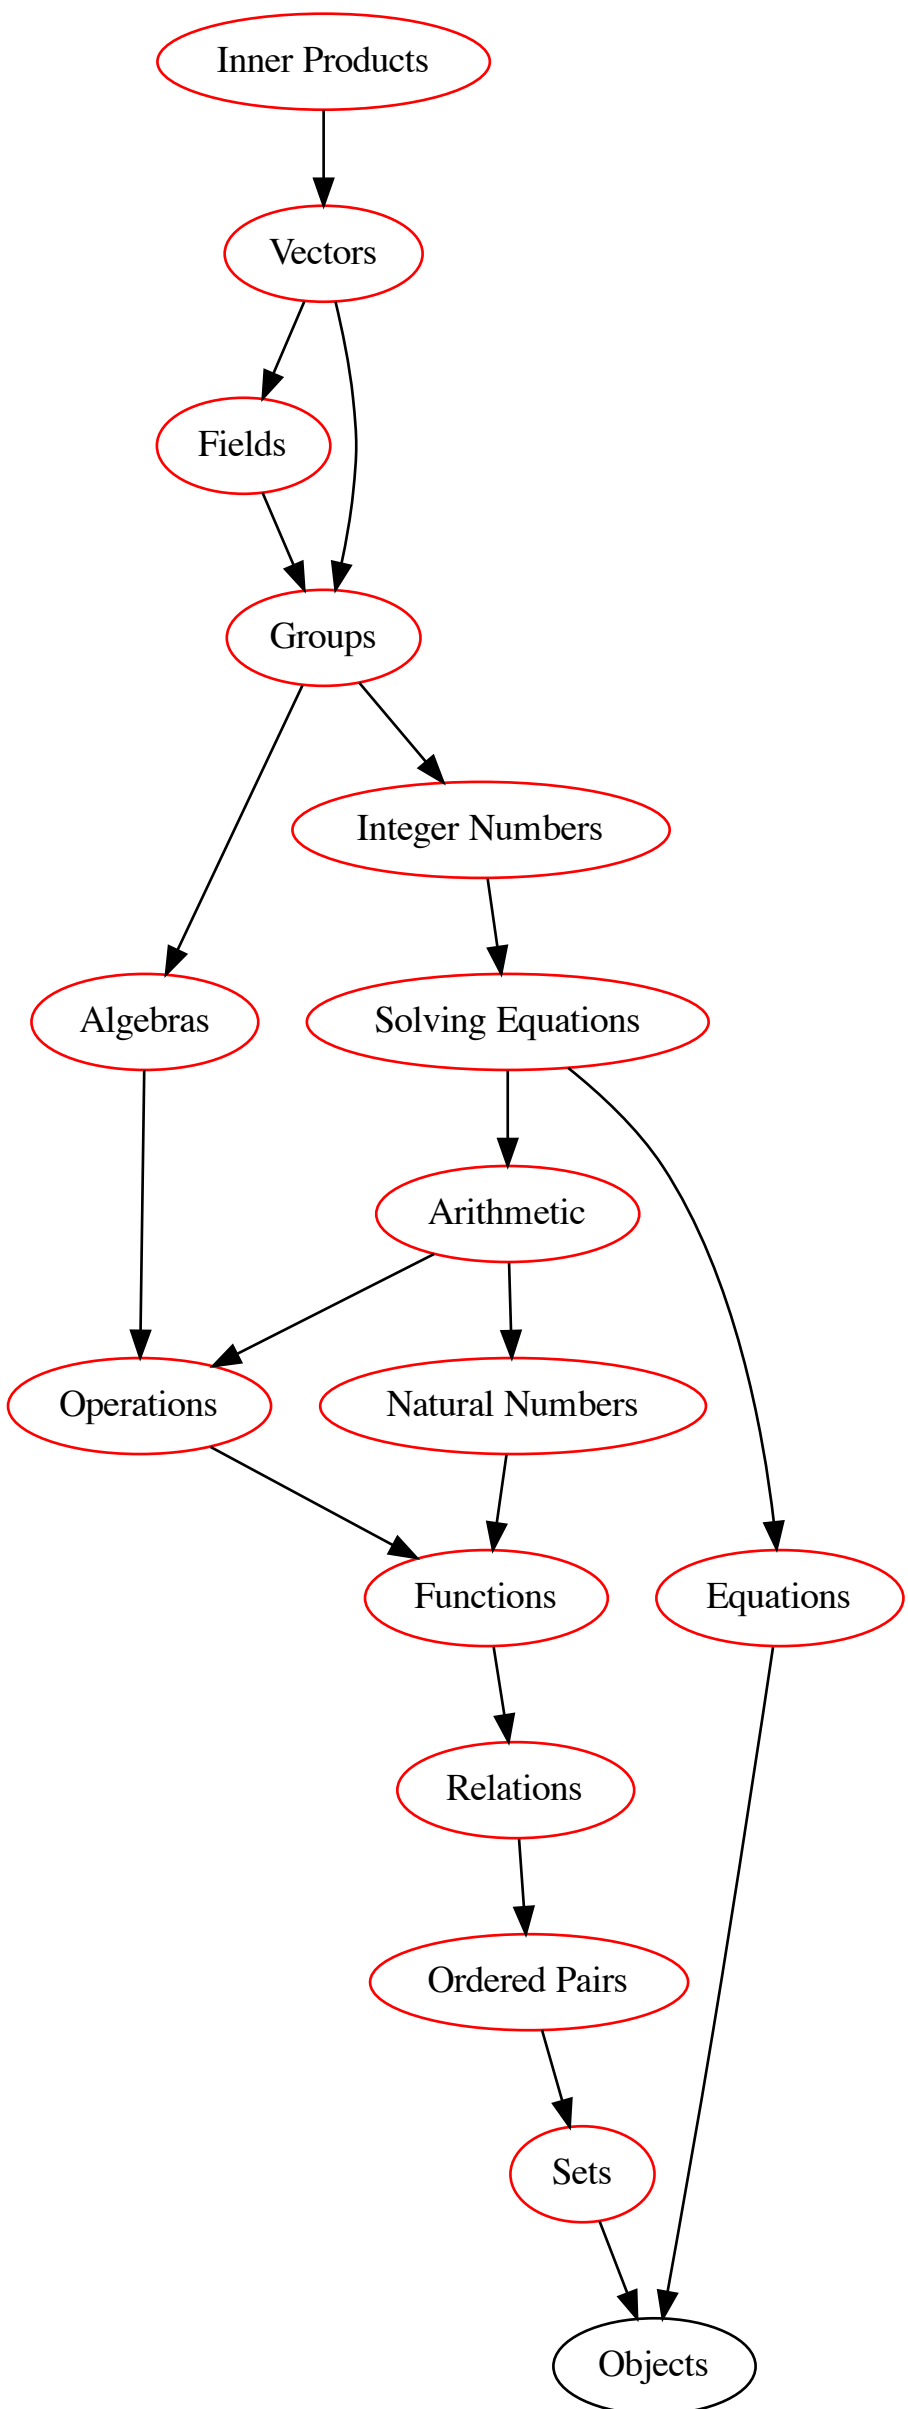 Inner Products
Vectors
Fields
Groups
Integer Numbers
Algebras
Solving Equations
Arithmetic
Operations
Natural Numbers
Functions
Equations
Relations
Ordered Pairs
Sets
Objects